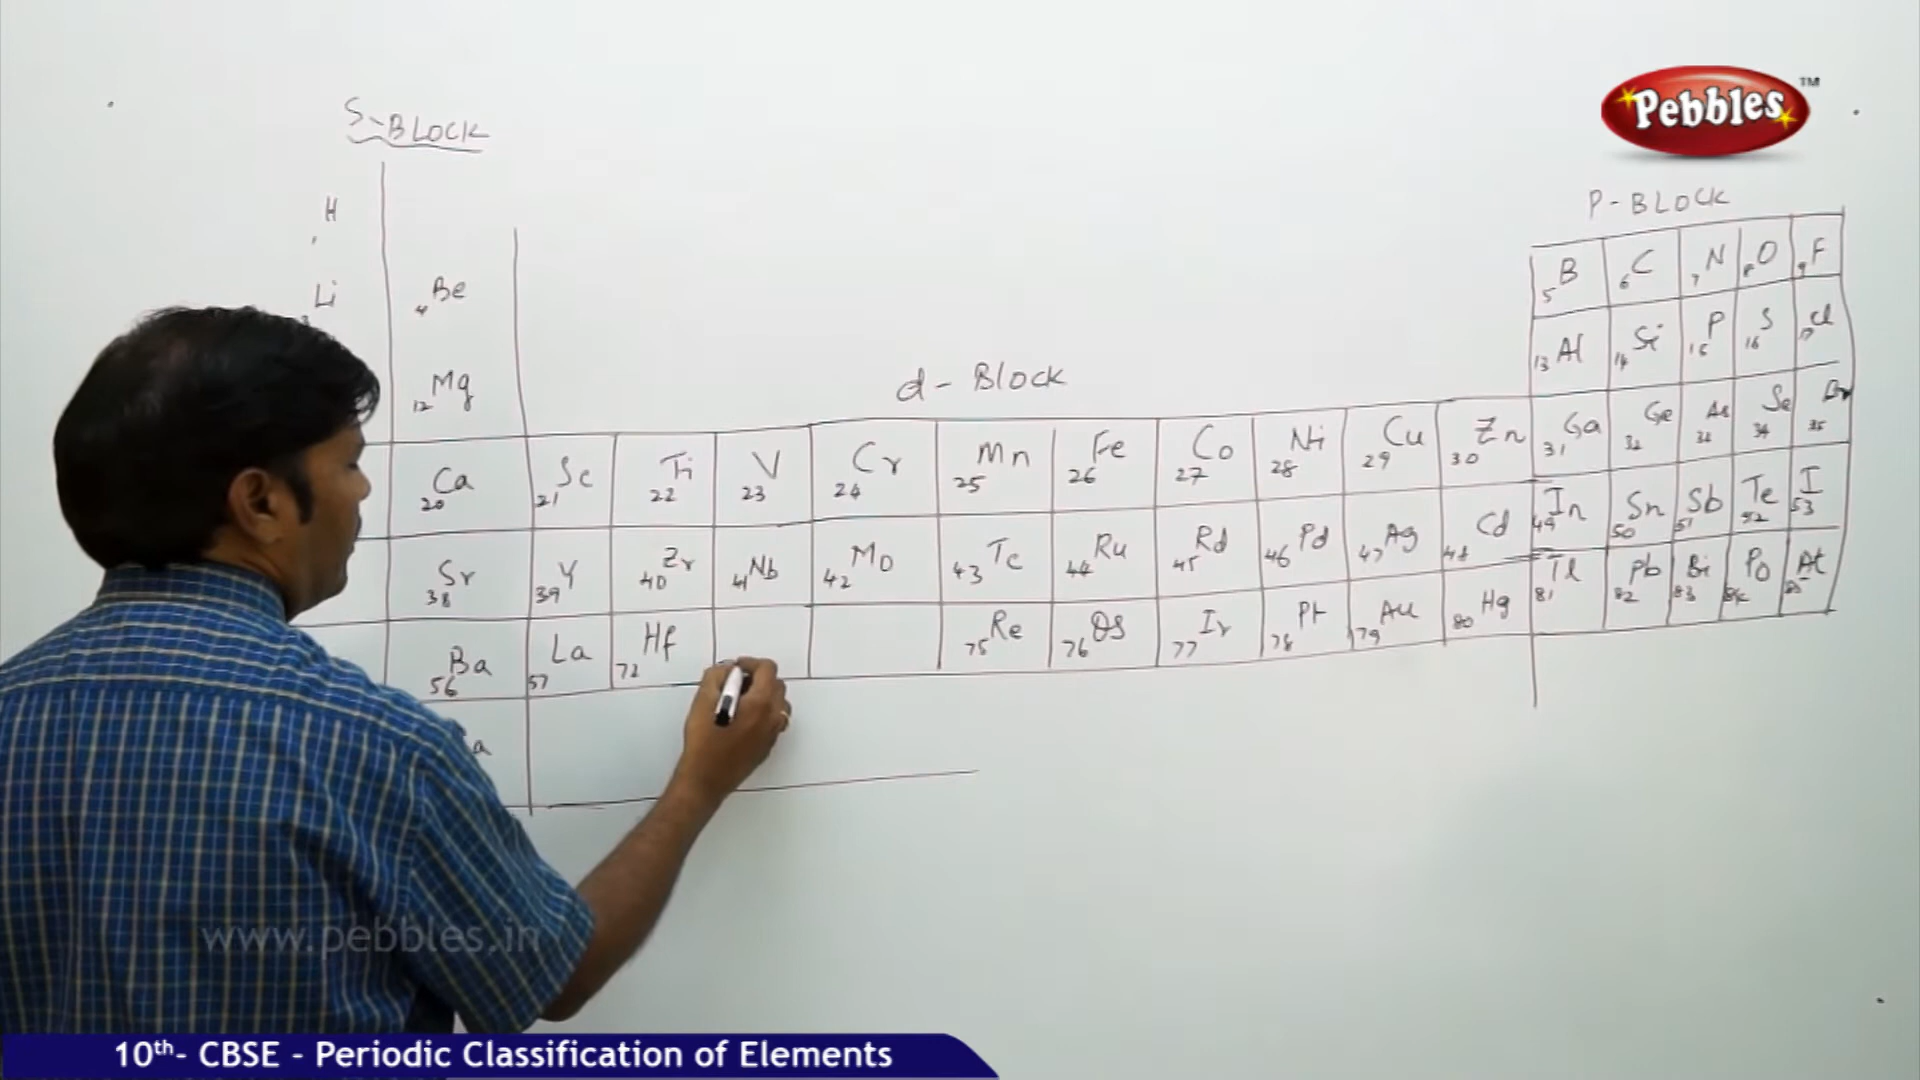 S-BLOCK
Pebbles™
P-BLOCK
H
5B 6C 7N 8O 9F
Li 4Be
13Al 14Si 15P 16S 17Cl
12Mg
d-Block
20Ca 21Sc 22Ti 23V 24Cr 25Mn 26Fe 27Co 28Ni 29Cu 30Zn 31Ga 32Ge As 34Se 35Br
38Sr 39Y 40Zr 41Nb 42Mo 43Tc 44Ru 45Rd 46Pd 47Ag 48Cd 49In 50Sn 51Sb 52Te 53I
56Ba 57La 72Hf 75Re 76Os 77Ir 78Pt 79Au 80Hg 81Tl 82Pb 83Bi 84Po 85At
a
www.pebbles.in
10th- CBSE - Periodic Classification of Elements